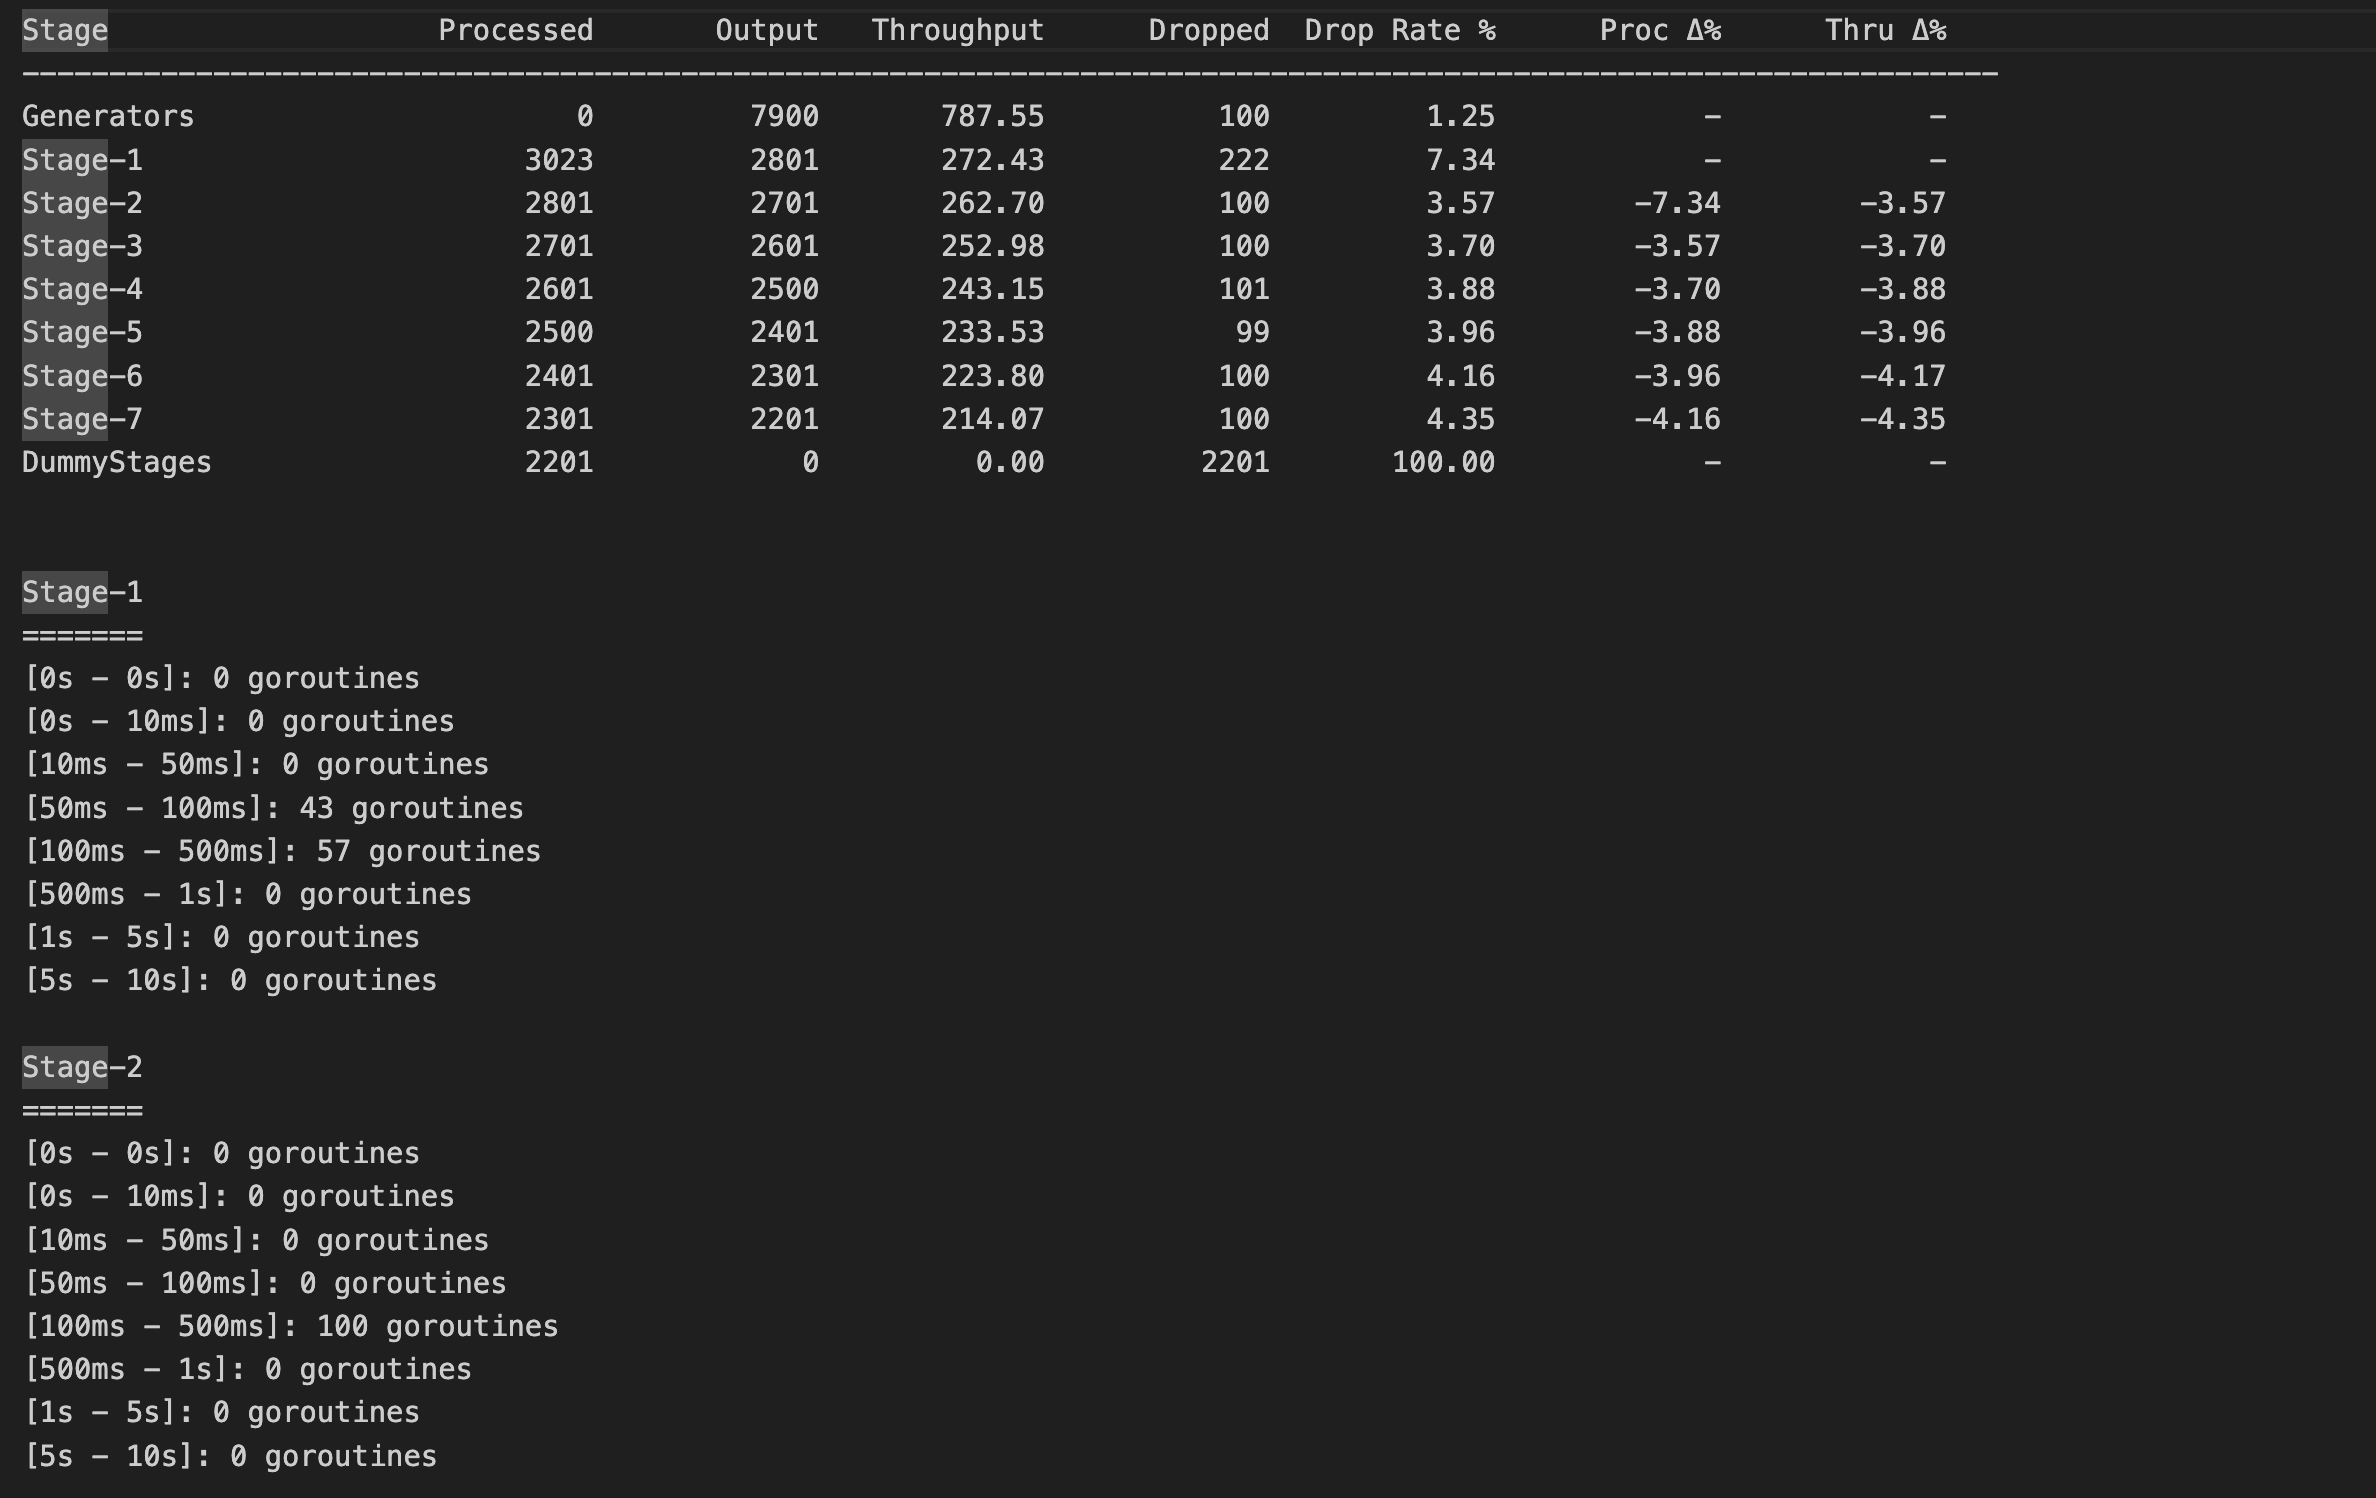 Stage Processed Output Throughput Dropped Drop Rate % Proc Δ% Thru Δ%
------------------------------------------------------------------------------------------------------------------
Generators 0 7900 787.55 100 1.25 - -
Stage-1 3023 2801 272.43 222 7.34 - -
Stage-2 2801 2701 262.70 100 3.57 -7.34 -3.57
Stage-3 2701 2601 252.98 100 3.70 -3.57 -3.70
Stage-4 2601 2500 243.15 101 3.88 -3.70 -3.88
Stage-5 2500 2401 233.53 99 3.96 -3.88 -3.96
Stage-6 2401 2301 223.80 100 4.16 -3.96 -4.17
Stage-7 2301 2201 214.07 100 4.35 -4.16 -4.35
DummyStages 2201 0 0.00 2201 100.00 - -
Stage-1
=======
[0s - 0s]: 0 goroutines
[0s - 10ms]: 0 goroutines
[10ms - 50ms]: 0 goroutines
[50ms - 100ms]: 43 goroutines
[100ms - 500ms]: 57 goroutines
[500ms - 1s]: 0 goroutines
[1s - 5s]: 0 goroutines
[5s - 10s]: 0 goroutines
Stage-2
=======
[0s - 0s]: 0 goroutines
[0s - 10ms]: 0 goroutines
[10ms - 50ms]: 0 goroutines
[50ms - 100ms]: 0 goroutines
[100ms - 500ms]: 100 goroutines
[500ms - 1s]: 0 goroutines
[1s - 5s]: 0 goroutines
[5s - 10s]: 0 goroutines